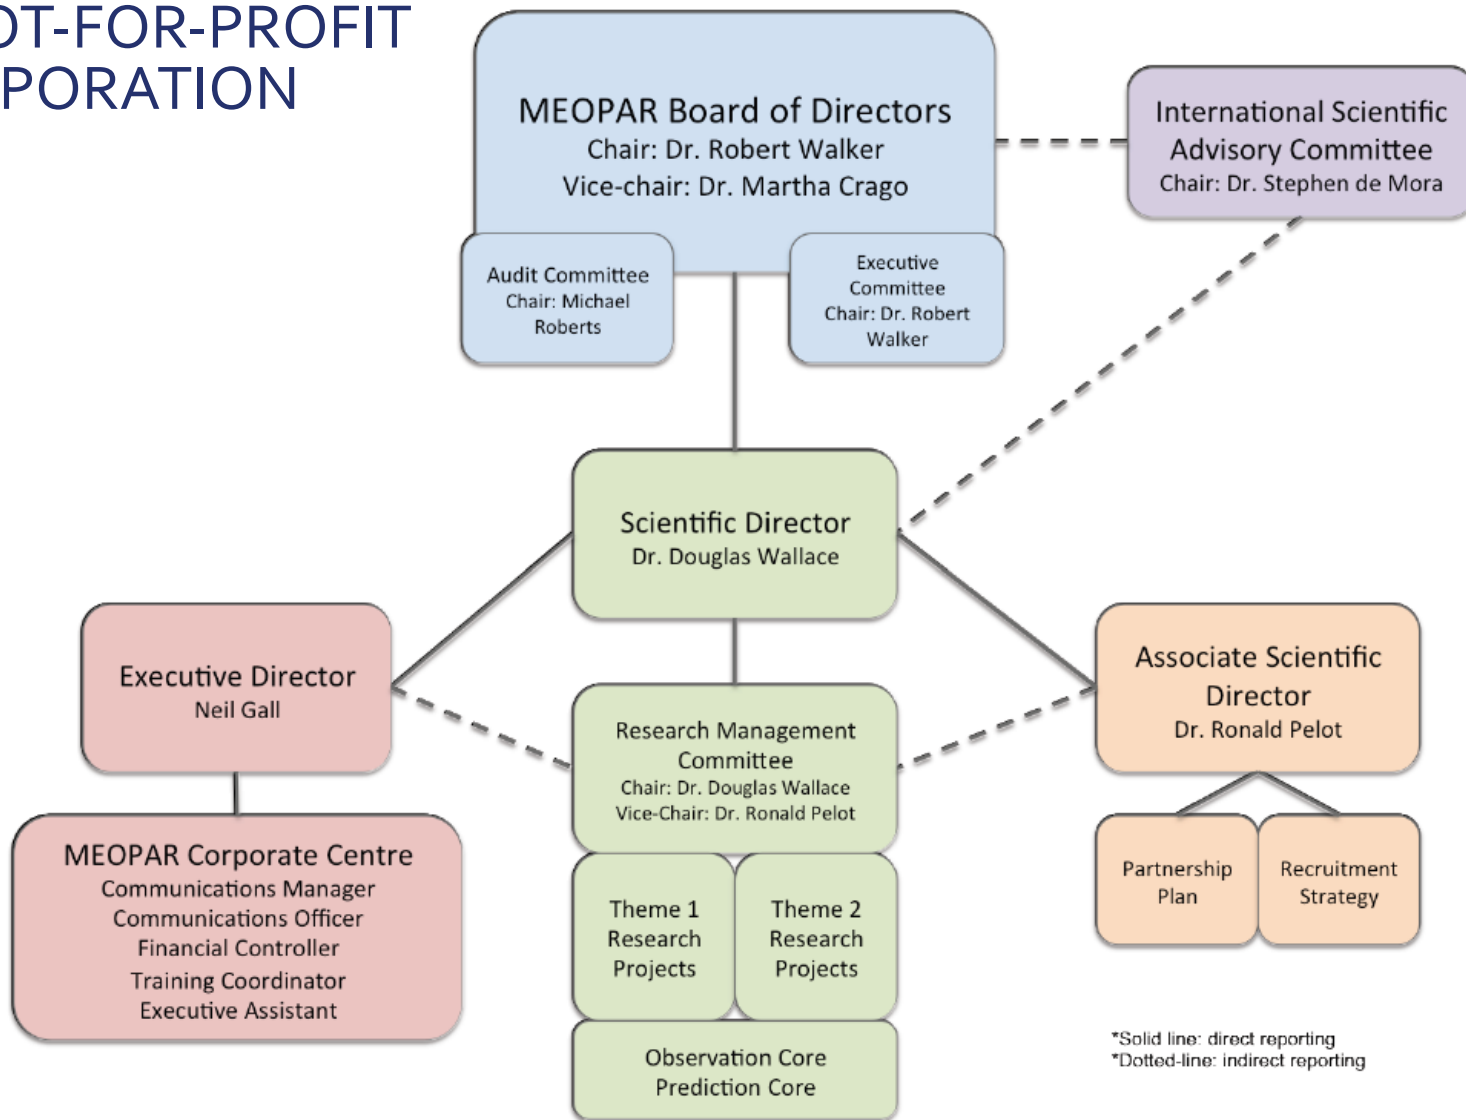 OT-FOR-PROFIT
PORATION
MEOPAR Board of Directors
Chair: Dr. Robert Walker
Vice-chair: Dr. Martha Crago
International Scientific
Advisory Committee
Chair: Dr. Stephen de Mora
Audit Committee
Chair: Michael
Roberts
Executive
Committee
Chair: Dr. Robert
Walker
Scientific Director
Dr. Douglas Wallace
Executive Director
Neil Gall
Research Management
Committee
Chair: Dr. Douglas Wallace
Vice-Chair: Dr. Ronald Pelot
Associate Scientific
Director
Dr. Ronald Pelot
MEOPAR Corporate Centre
Communications Manager
Communications Officer
Financial Controller
Training Coordinator
Executive Assistant
Theme 1
Research
Projects
Theme 2
Research
Projects
Partnership
Plan
Recruitment
Strategy
Observation Core
Prediction Core
*Solid line: direct reporting
*Dotted-line: indirect reporting